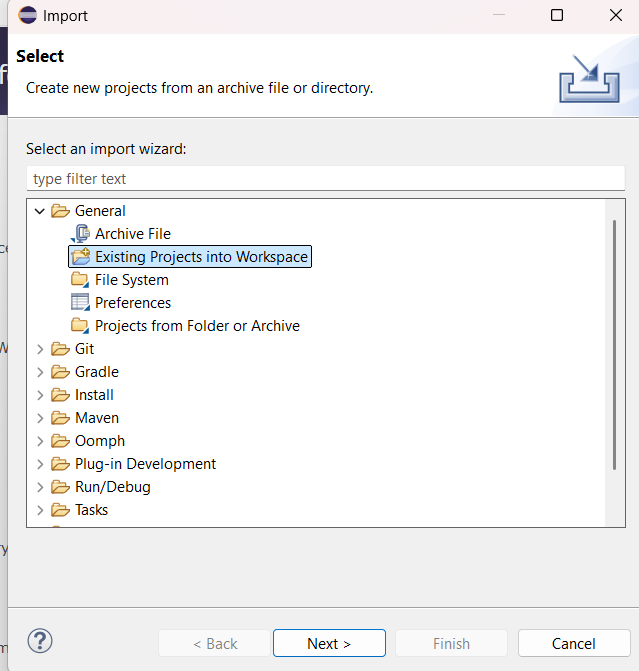 Import
Select
Create new projects from an archive file or directory.
Select an import wizard:
type filter text
General
Archive File
Existing Projects into Workspace
File System
Preferences
Projects from Folder or Archive
Git
Gradle
Install
Maven
Oomph
Plug-in Development
Run/Debug
Tasks
?
< Back
Next >
Finish
Cancel